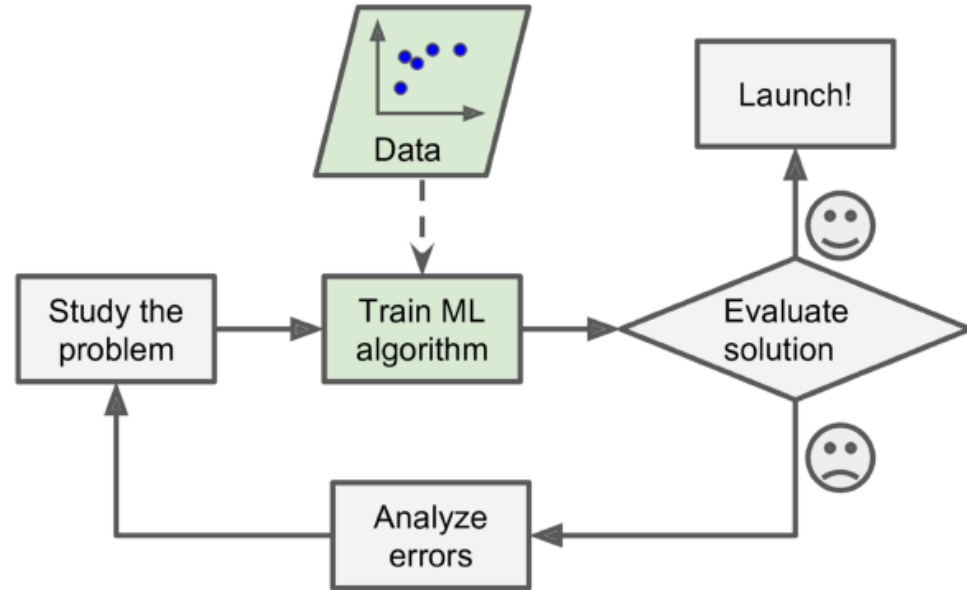 Data
Launch!
Study the
problem
Train ML
algorithm
Evaluate
solution
Analyze
errors